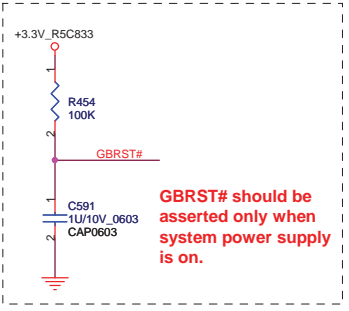 +3.3V_R5C833
1
R454
100K
2
GBRST#
1
C591
1U/10V_0603
CAP0603
2
GBRST# should be
asserted only when
system power supply
is on.